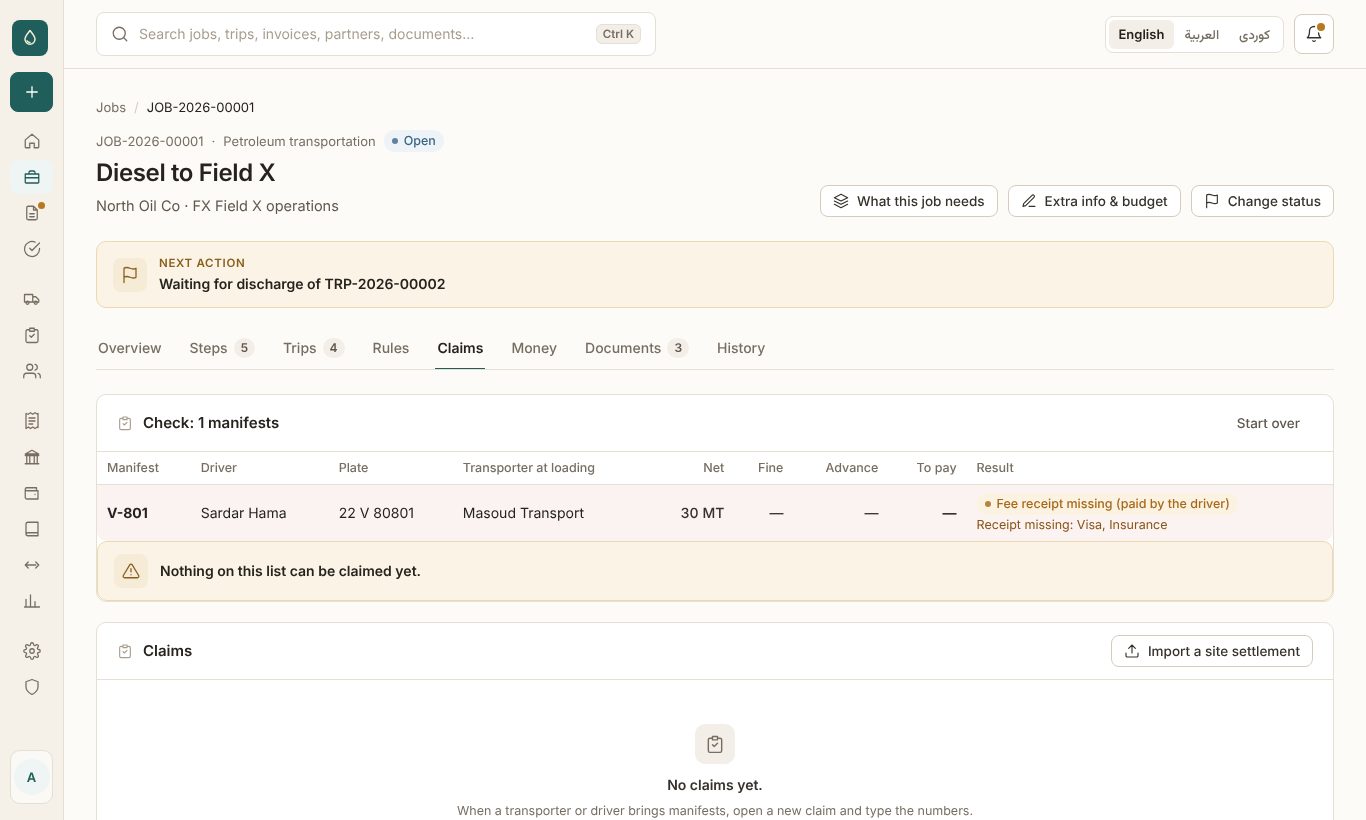 Search jobs, trips, invoices, partners, documents...
Ctrl K
English
العربية
کوردی
Jobs / JOB-2026-00001
JOB-2026-00001 · Petroleum transportation
Open
Diesel to Field X
North Oil Co · FX Field X operations
What this job needs
Extra info & budget
Change status
NEXT ACTION
Waiting for discharge of TRP-2026-00002
Overview
Steps 5
Trips 4
Rules
Claims
Money
Documents 3
History
Check: 1 manifests
Start over
Manifest Driver Plate Transporter at loading Net Fine Advance To pay Result
V-801 Sardar Hama 22 V 80801 Masoud Transport 30 MT — — — Fee receipt missing (paid by the driver)
Receipt missing: Visa, Insurance
Nothing on this list can be claimed yet.
Claims
Import a site settlement
No claims yet.
When a transporter or driver brings manifests, open a new claim and type the numbers.
A